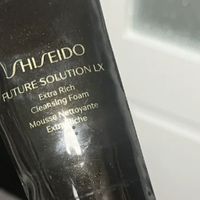 SHISEIDO
FUTURE SOLUTION LX
Extra Rich
Cleansing Foam
Mousse Nettoyante
Extra Riche